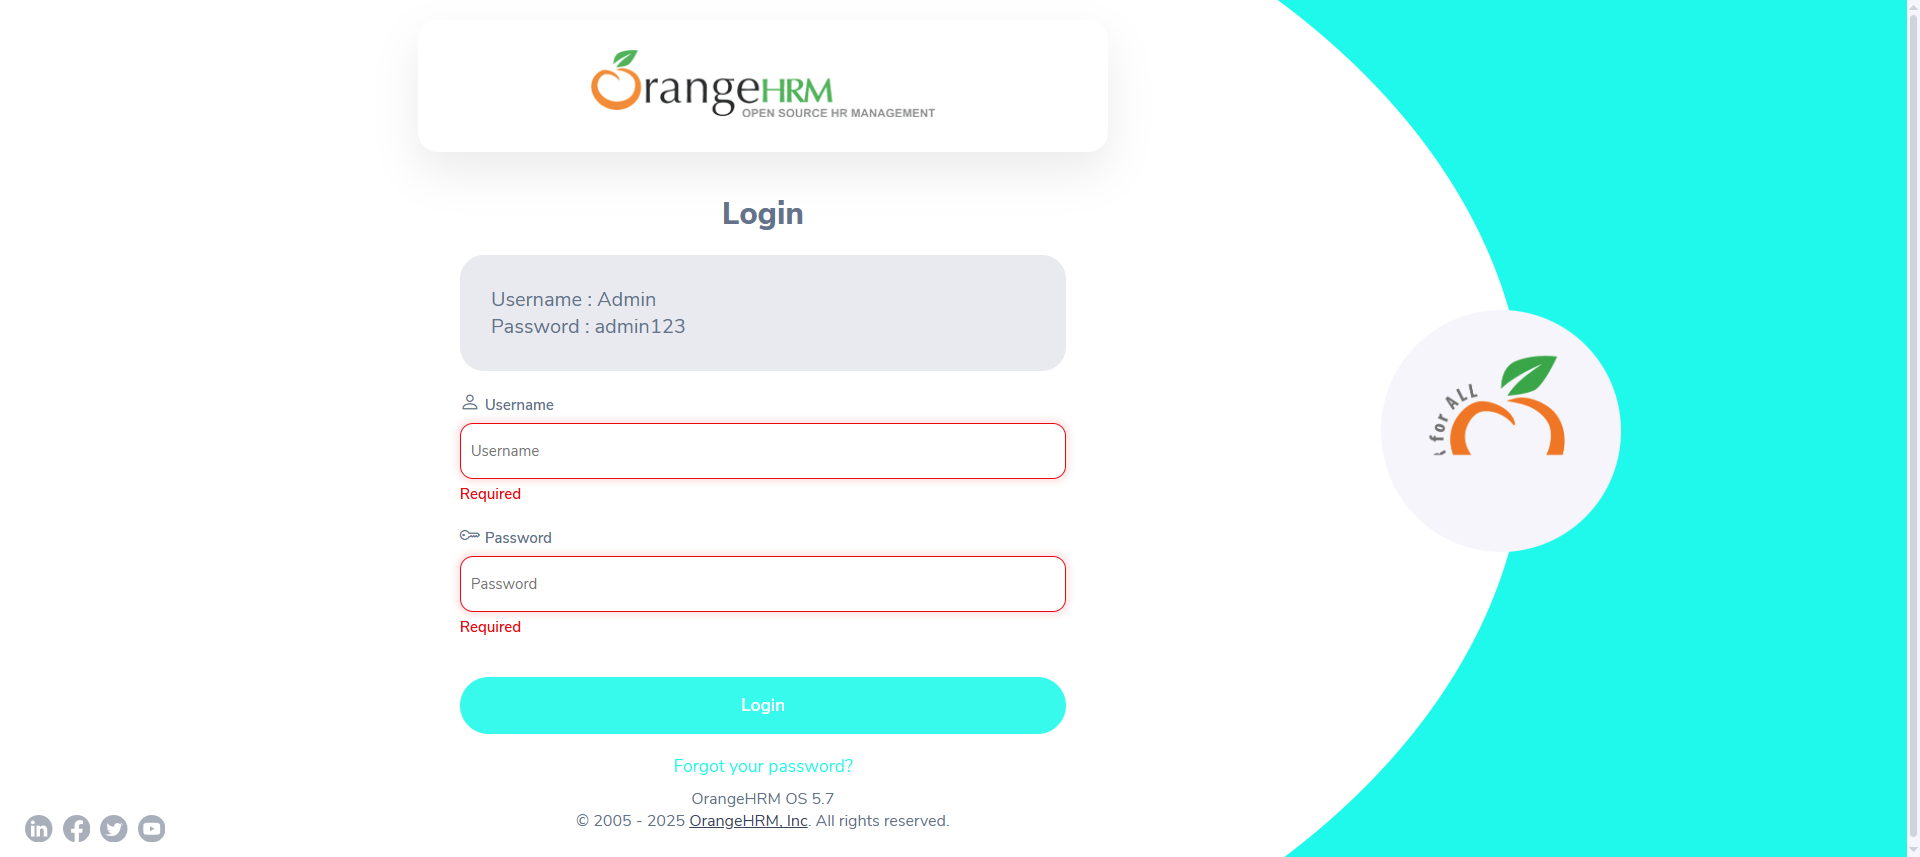 OrangeHRM
OPEN SOURCE HR MANAGEMENT
Login
Username : Admin
Password : admin123
Username
Username
Required
Password
Password
Required
Login
Forgot your password?
OrangeHRM OS 5.7
© 2005 - 2025 OrangeHRM, Inc. All rights reserved.
for ALL